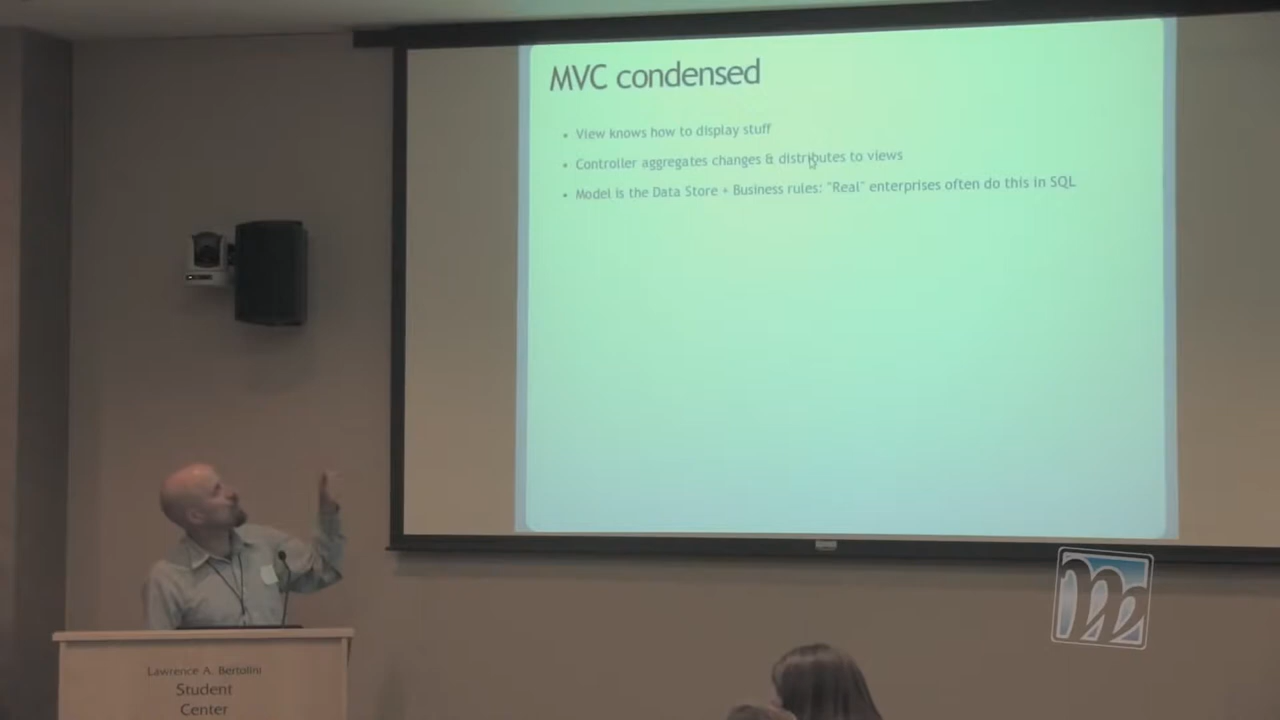 MVC condensed
View knows how to display stuff
Controller aggregates changes & distributes to views
Model is the Data Store + Business rules: "Real" enterprises often do this in SQL
Lawrence A. Bertolini
Student
Center